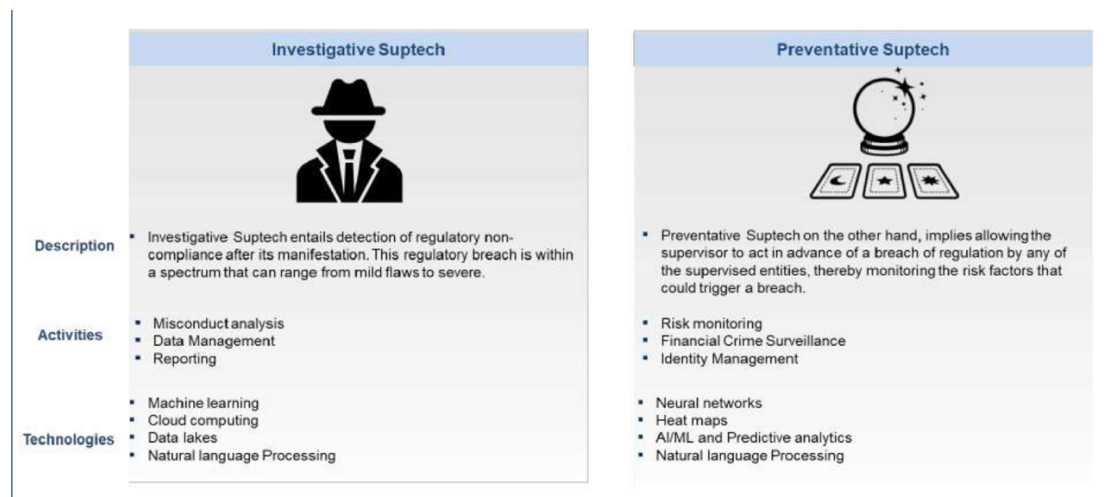 Investigative Suptech
Description
▪ Investigative Suptech entails detection of regulatory non-
compliance after its manifestation. This regulatory breach is within
a spectrum that can range from mild flaws to severe.
Activities
▪ Misconduct analysis
▪ Data Management
▪ Reporting
Technologies
▪ Machine learning
▪ Cloud computing
▪ Data lakes
▪ Natural language Processing
Preventative Suptech
▪ Preventative Suptech on the other hand, implies allowing the
supervisor to act in advance of a breach of regulation by any of
the supervised entities, thereby monitoring the risk factors that
could trigger a breach.
▪ Risk monitoring
▪ Financial Crime Surveillance
▪ Identity Management
▪ Neural networks
▪ Heat maps
▪ AI/ML and Predictive analytics
▪ Natural language Processing